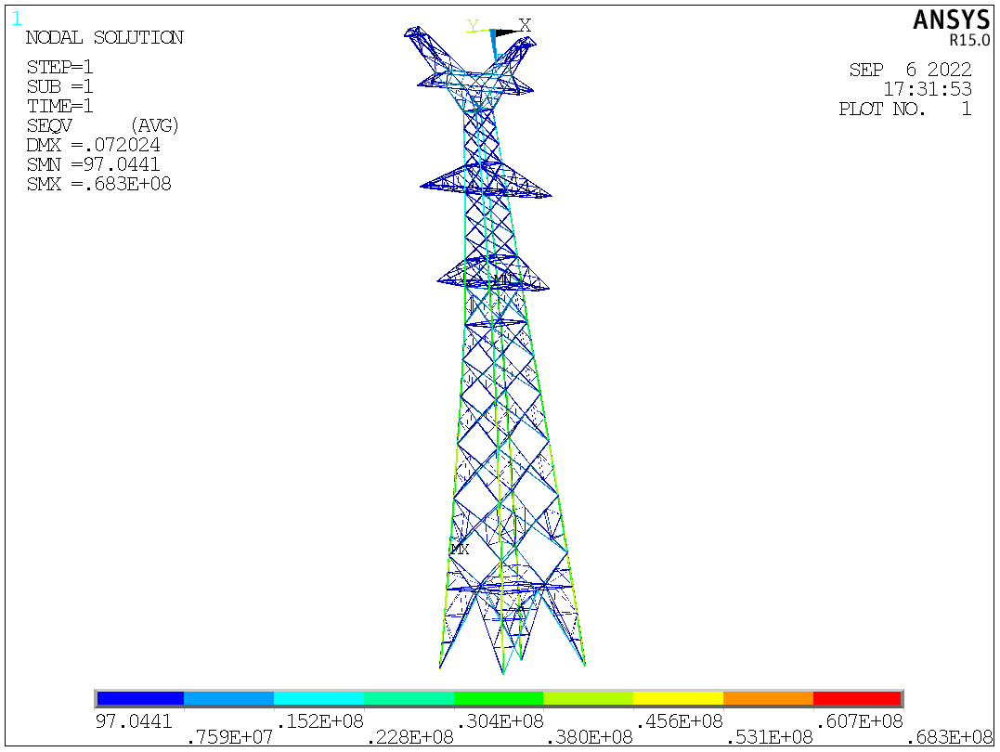 1
NODAL SOLUTION
STEP=1
SUB =1
TIME=1
SEQV (AVG)
DMX =.072024
SMN =97.0441
SMX =.683E+08
ANSYS
R15.0
SEP 6 2022
17:31:53
PLOT NO. 1
Y X
MN
MX
97.0441 .152E+08 .304E+08 .456E+08 .607E+08
.759E+07 .228E+08 .380E+08 .531E+08 .683E+08